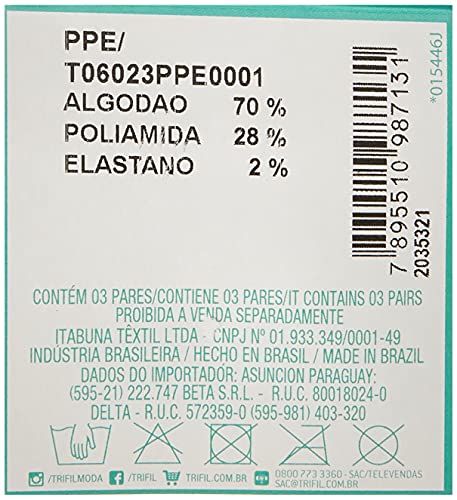 PPE/
T06023PPE0001
ALGODAO 70 %
POLIAMIDA 28 %
ELASTANO 2 %
*015446J
7 895510 987131
2035321
CONTÉM 03 PARES/CONTIENE 03 PARES/IT CONTAINS 03 PAIRS
PROIBIDA A VENDA SEPARADAMENTE
ITABUNA TÊXTIL LTDA - CNPJ Nº 01.933.349/0001-49
INDÚSTRIA BRASILEIRA / HECHO EN BRASIL / MADE IN BRAZIL
DADOS DO IMPORTADOR: ASUNCION PARAGUAY:
(595-21) 222.747 BETA S.R.L. - R.U.C. 80018024-0
DELTA - R.U.C. 572359-0 (595-981) 403-320
/TRIFILMODA /TRIFIL TRIFIL.COM.BR 0800 773 3360 - SAC/TELEVENDAS
SAC@TRIFIL.COM.BR